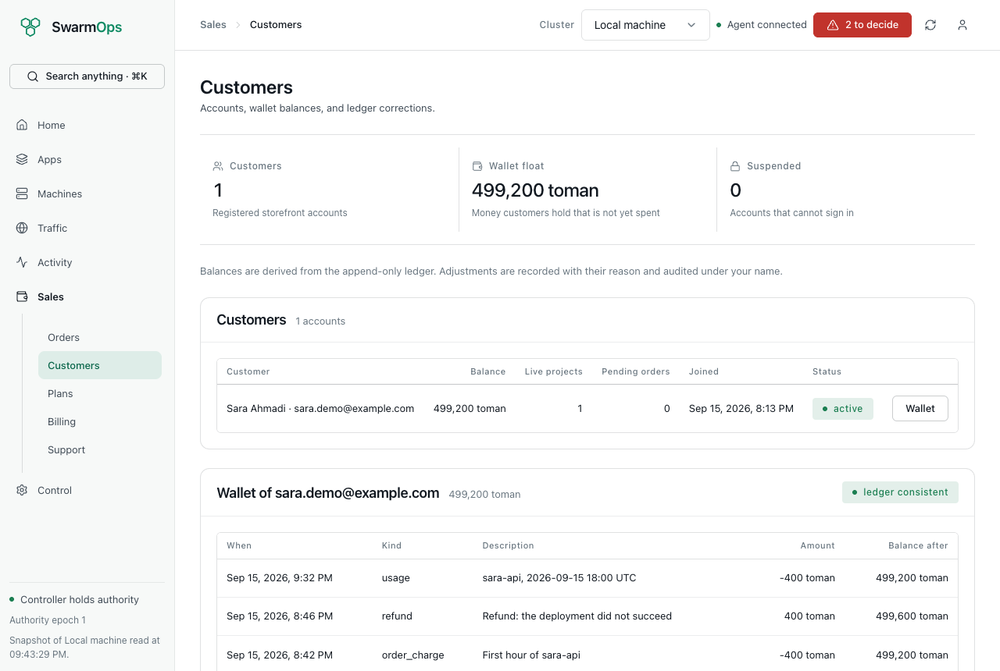 SwarmOps
Search anything · ⌘K
Home
Apps
Machines
Traffic
Activity
Sales
Orders
Customers
Plans
Billing
Support
Control
Controller holds authority
Authority epoch 1
Snapshot of Local machine read at
09:43:29 PM.
Sales Customers
Cluster Local machine Agent connected 2 to decide
Customers
Accounts, wallet balances, and ledger corrections.
Customers
1
Registered storefront accounts
Wallet float
499,200 toman
Money customers hold that is not yet spent
Suspended
0
Accounts that cannot sign in
Balances are derived from the append-only ledger. Adjustments are recorded with their reason and audited under your name.
Customers 1 accounts
Customer Balance Live projects Pending orders Joined Status
Sara Ahmadi · sara.demo@example.com 499,200 toman 1 0 Sep 15, 2026, 8:13 PM active Wallet
Wallet of sara.demo@example.com 499,200 toman ledger consistent
When Kind Description Amount Balance after
Sep 15, 2026, 9:32 PM usage sara-api, 2026-09-15 18:00 UTC -400 toman 499,200 toman
Sep 15, 2026, 8:46 PM refund Refund: the deployment did not succeed 400 toman 499,600 toman
Sep 15, 2026, 8:42 PM order_charge First hour of sara-api -400 toman 499,200 toman